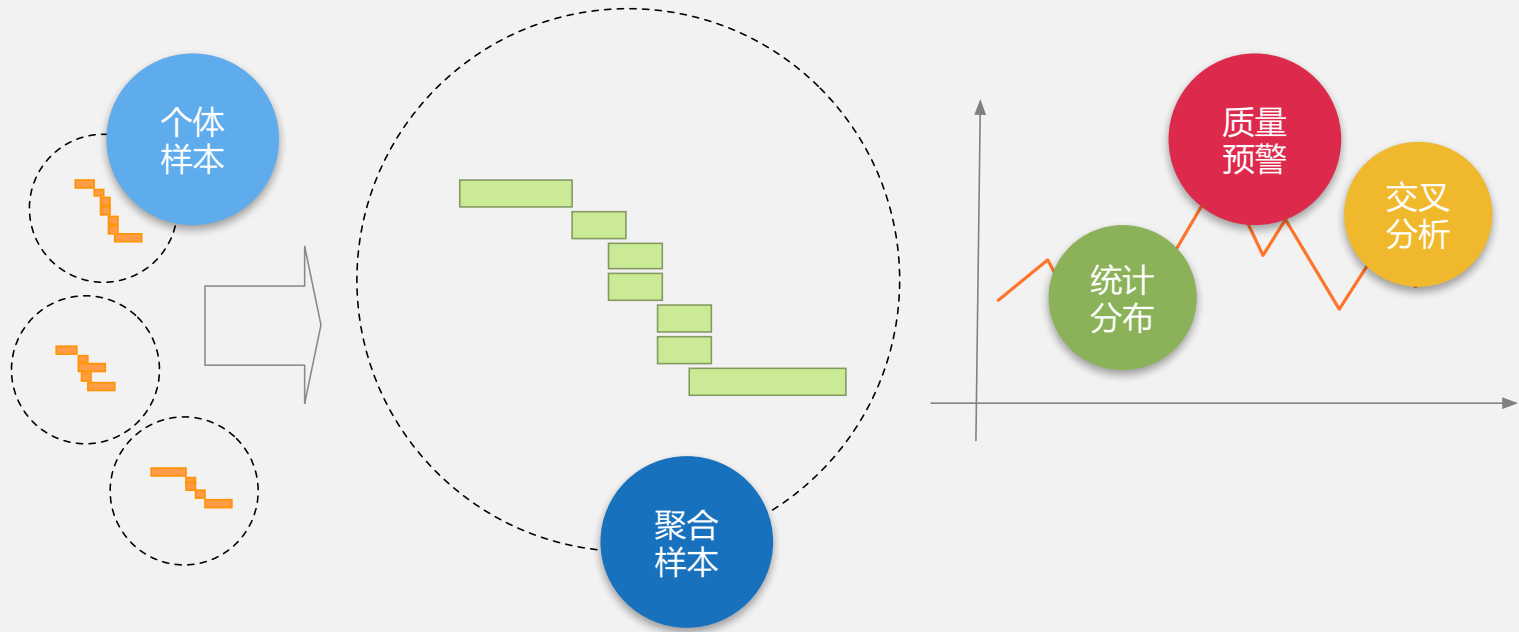 个体
样本
聚合
样本
统计
分布
质量
预警
交叉
分析